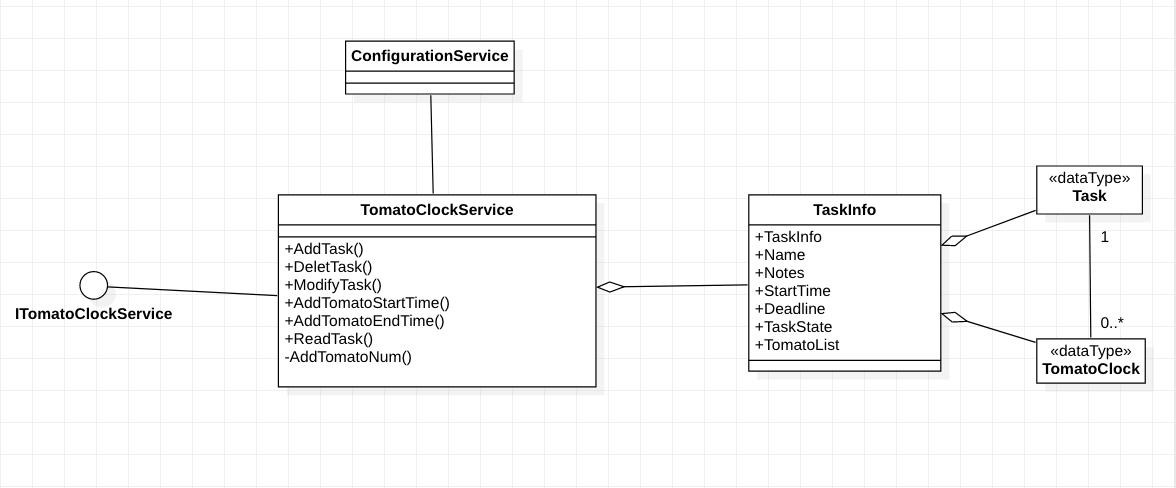 ConfigurationService
TomatoClockService
+AddTask()
+DeletTask()
+ModifyTask()
+AddTomatoStartTime()
+AddTomatoEndTime()
+ReadTask()
-AddTomatoNum()
ITomatoClockService
TaskInfo
+TaskInfo
+Name
+Notes
+StartTime
+Deadline
+TaskState
+TomatoList
«dataType»
Task
1
0..*
«dataType»
TomatoClock